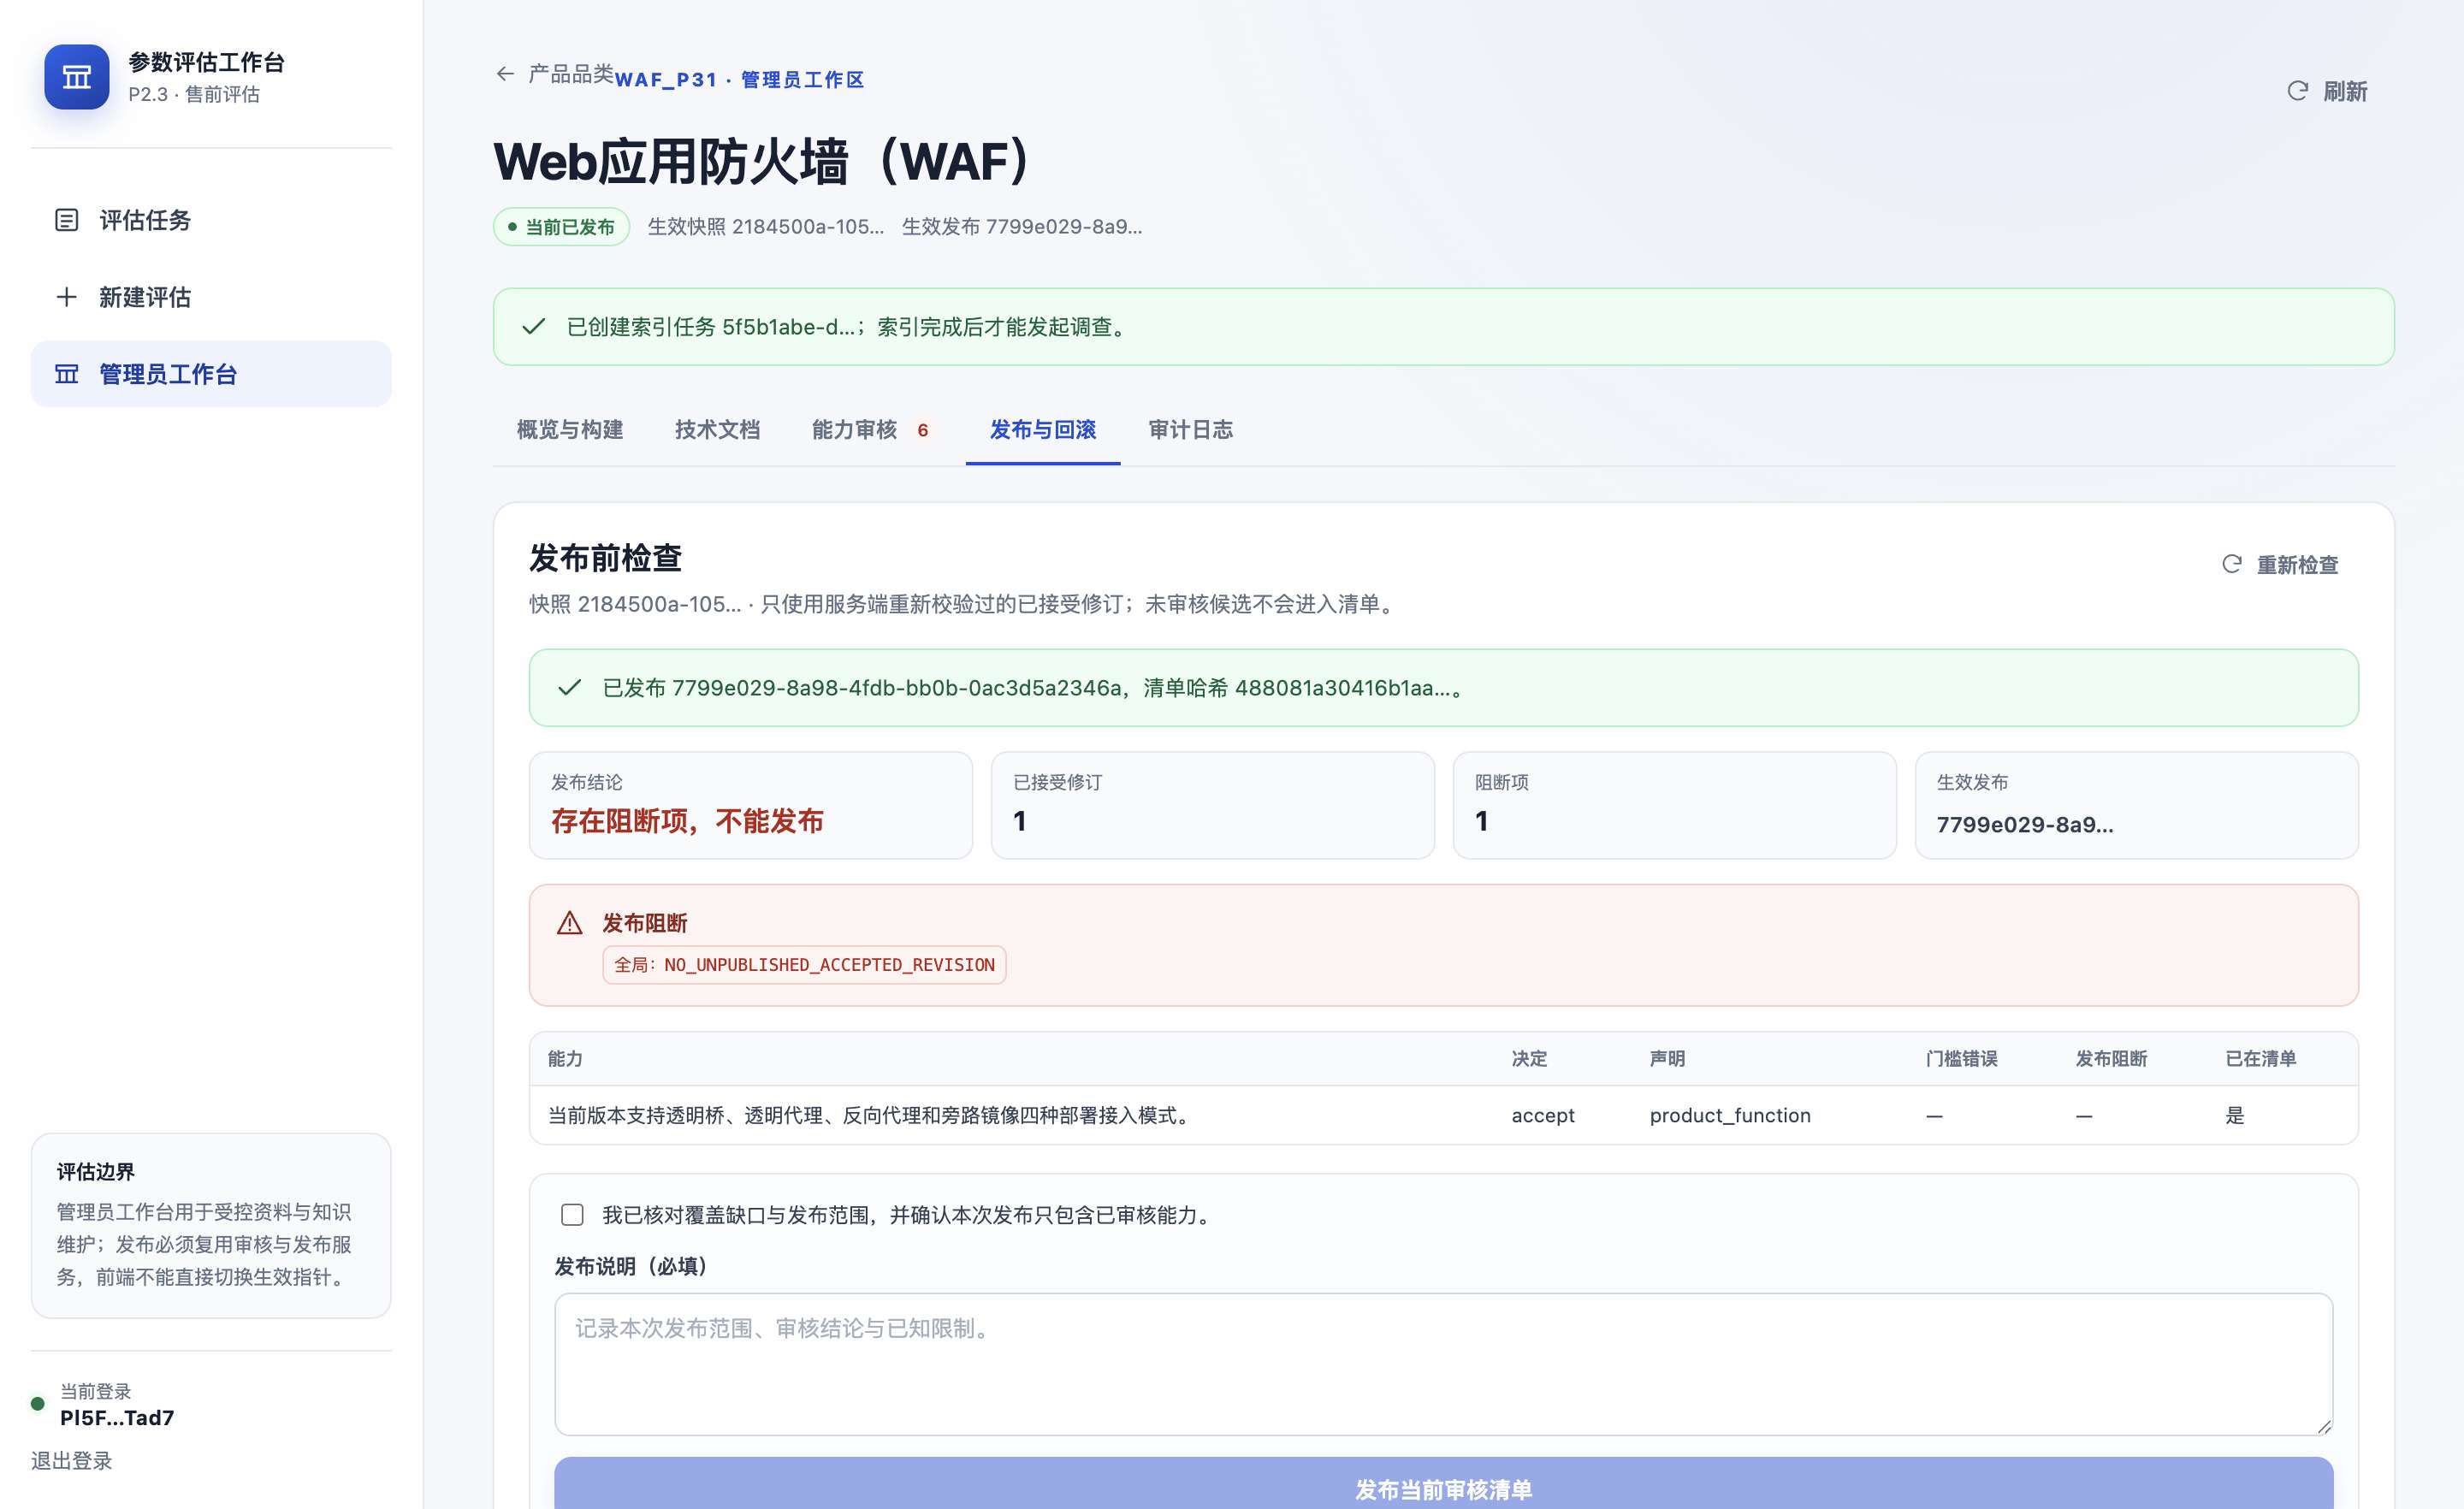 参数评估工作台
P2.3 · 售前评估
评估任务
新建评估
管理员工作台
评估边界
管理员工作台用于受控资料与知识
维护；发布必须复用审核与发布服
务，前端不能直接切换生效指针。
当前登录
Pl5F...Tad7
退出登录
产品品类
WAF_P31 · 管理员工作区
刷新
Web应用防火墙（WAF）
当前已发布 生效快照 2184500a-105... 生效发布 7799e029-8a9...
已创建索引任务 5f5b1abe-d...；索引完成后才能发起调查。
概览与构建 技术文档 能力审核 6 发布与回滚 审计日志
发布前检查
重新检查
快照 2184500a-105... · 只使用服务端重新校验过的已接受修订；未审核候选不会进入清单。
已发布 7799e029-8a98-4fdb-bb0b-0ac3d5a2346a，清单哈希 488081a30416b1aa...。
发布结论
存在阻断项，不能发布
已接受修订
1
阻断项
1
生效发布
7799e029-8a9...
发布阻断
全局：NO_UNPUBLISHED_ACCEPTED_REVISION
能力 决定 声明 门槛错误 发布阻断 已在清单
当前版本支持透明桥、透明代理、反向代理和旁路镜像四种部署接入模式。 accept product_function — — 是
我已核对覆盖缺口与发布范围，并确认本次发布只包含已审核能力。
发布说明（必填）
记录本次发布范围、审核结论与已知限制。
发布当前审核清单